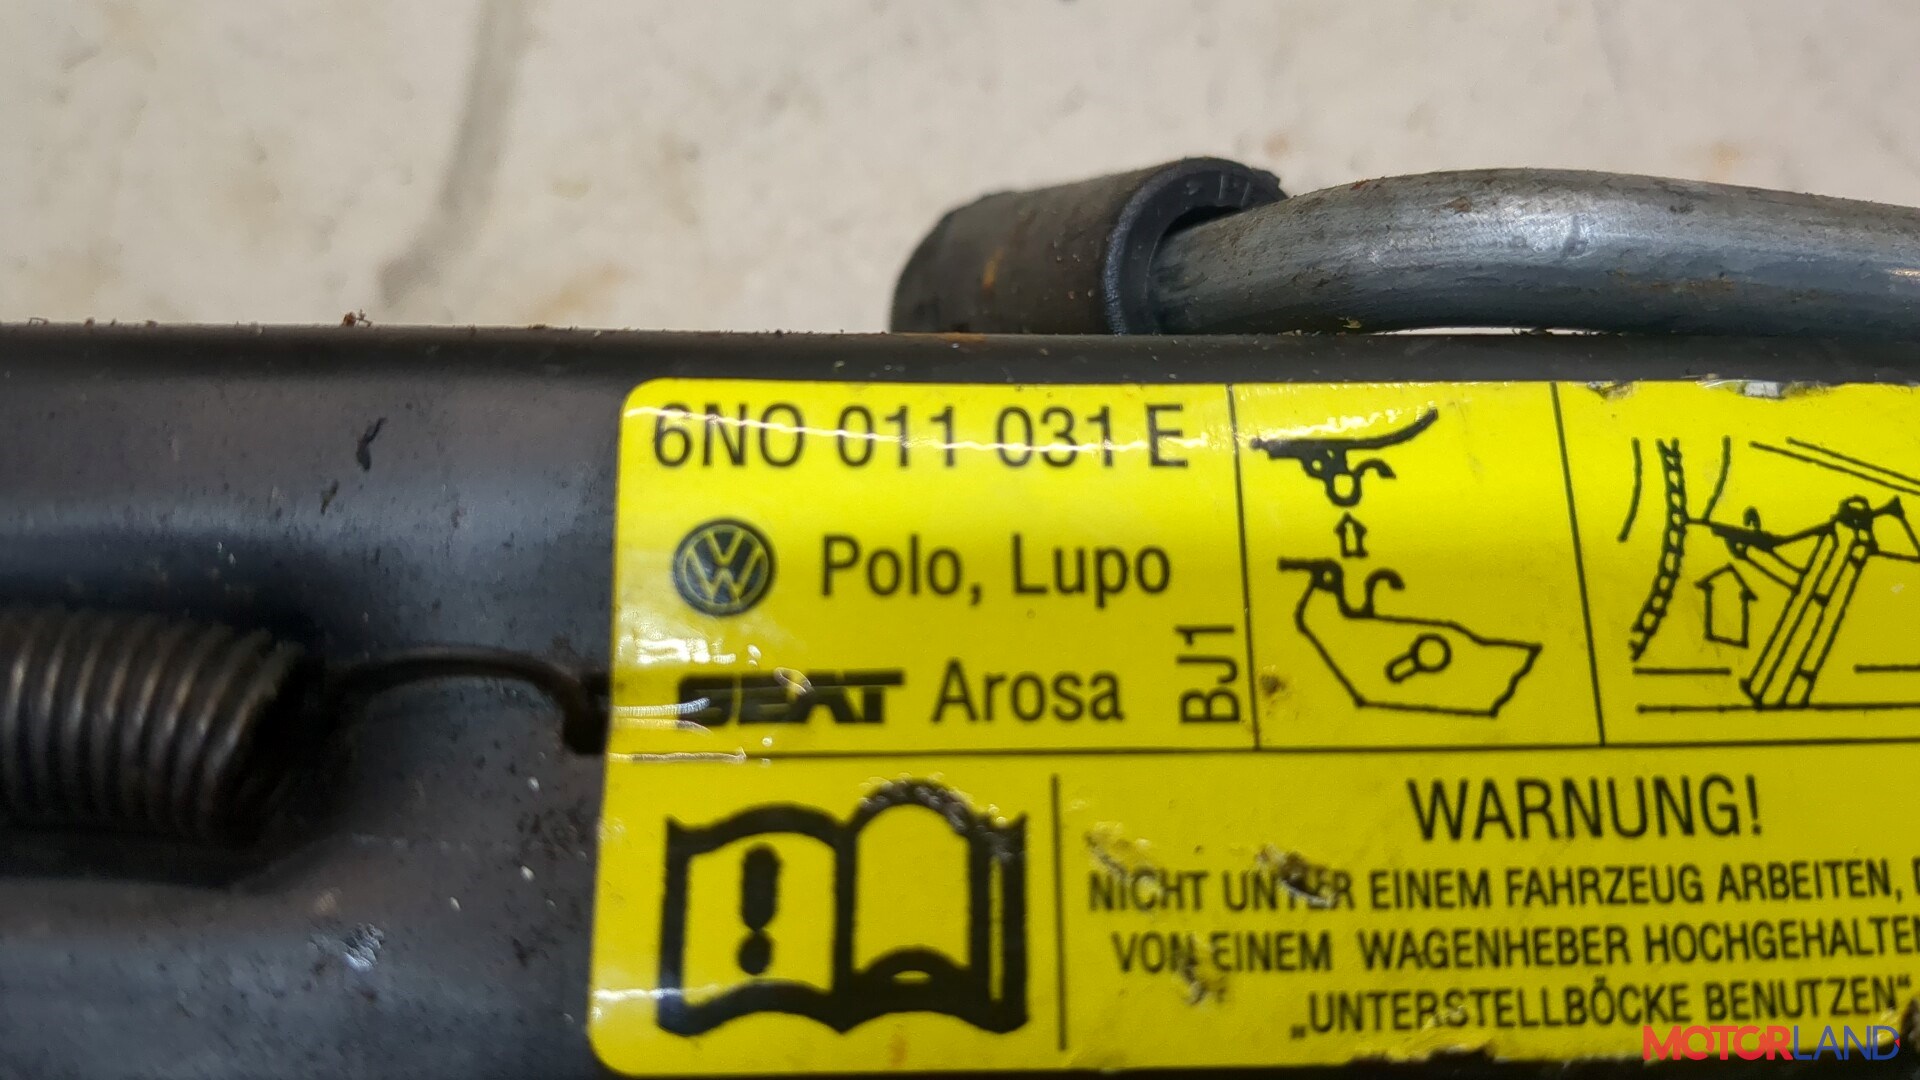 6N0 011 031 E
Polo, Lupo
SEAT Arosa
BJ1
WARNUNG!
NICHT UNTER EINEM FAHRZEUG ARBEITEN,
VON EINEM WAGENHEBER HOCHGEHALTEN
„UNTERSTELLBÖCKE BENUTZEN“
MOTORLAND